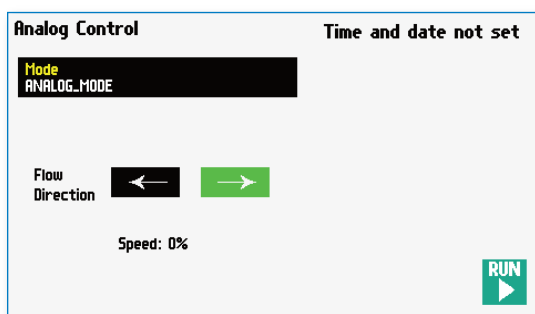 Analog Control
Time and date not set
Mode
ANALOG_MODE
Flow
Direction
Speed: 0%
RUN